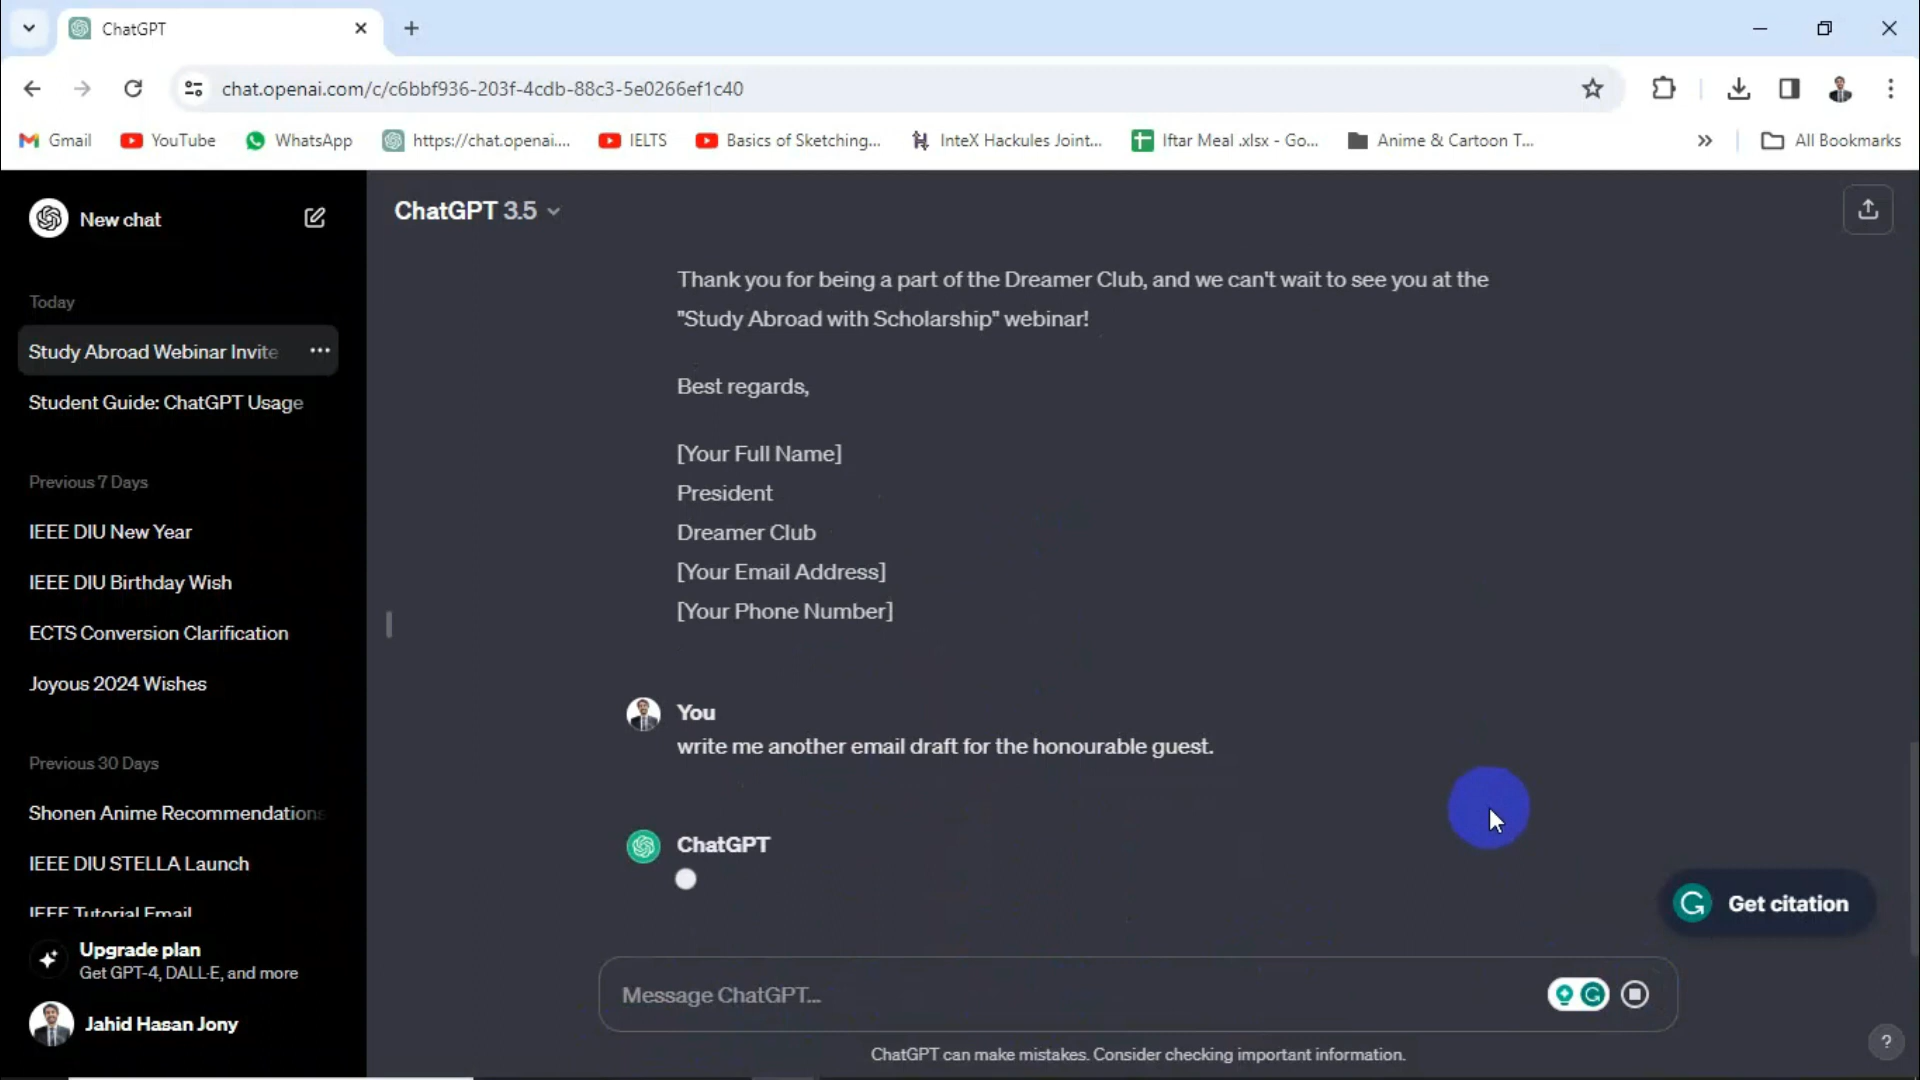 ChatGPT
chat.openai.com/c/c6bbf936-203f-4cdb-88c3-5e0266ef1c40
Gmail
YouTube
WhatsApp
https://chat.openai....
IELTS
Basics of Sketching...
InteX Hackules Joint...
Iftar Meal .xlsx - Go...
Anime & Cartoon T...
All Bookmarks
New chat
Today
Study Abroad Webinar Invite
Student Guide: ChatGPT Usage
Previous 7 Days
IEEE DIU New Year
IEEE DIU Birthday Wish
ECTS Conversion Clarification
Joyous 2024 Wishes
Previous 30 Days
Shonen Anime Recommendations
IEEE DIU STELLA Launch
IEEE Tutorial Email
Upgrade plan
Get GPT-4, DALL·E, and more
Jahid Hasan Jony
ChatGPT 3.5
Thank you for being a part of the Dreamer Club, and we can't wait to see you at the
"Study Abroad with Scholarship" webinar!
Best regards,
[Your Full Name]
President
Dreamer Club
[Your Email Address]
[Your Phone Number]
You
write me another email draft for the honourable guest.
ChatGPT
Get citation
Message ChatGPT...
ChatGPT can make mistakes. Consider checking important information.
?